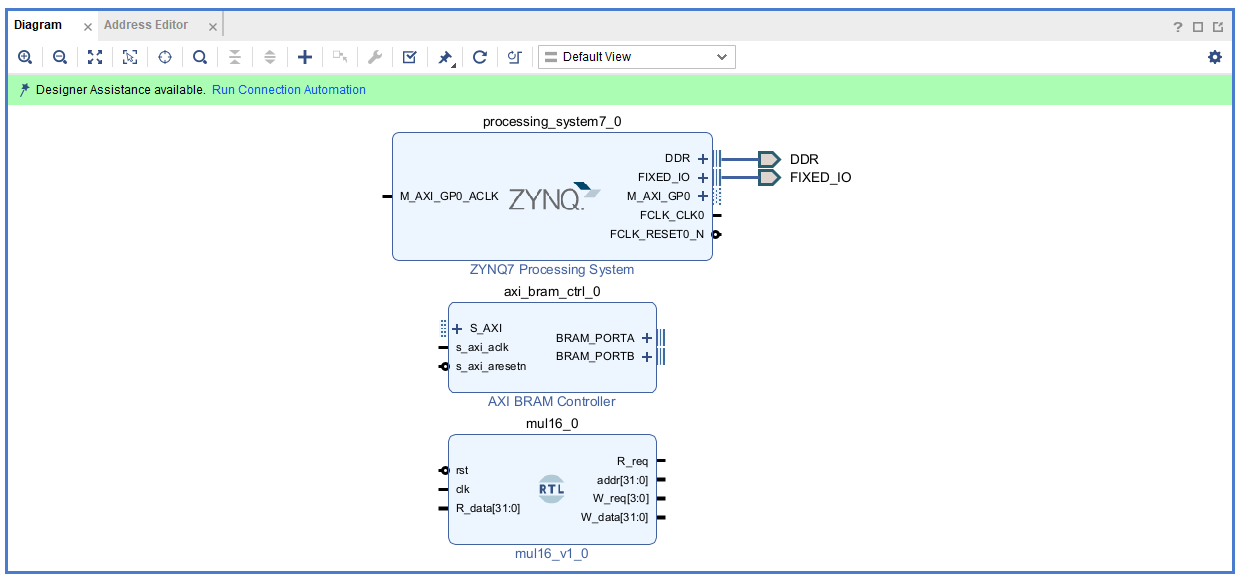 Diagram × Address Editor × ?
Default View
Designer Assistance available. Run Connection Automation
processing_system7_0
DDR DDR
FIXED_IO FIXED_IO
M_AXI_GP0_ACLK ZYNQ. M_AXI_GP0
FCLK_CLK0
FCLK_RESET0_N
ZYNQ7 Processing System
axi_bram_ctrl_0
S_AXI
BRAM_PORTA
s_axi_aclk
BRAM_PORTB
s_axi_aresetn
AXI BRAM Controller
mul16_0
R_req
rst
addr[31:0]
clk RTL
W_req[3:0]
R_data[31:0]
W_data[31:0]
mul16_v1_0